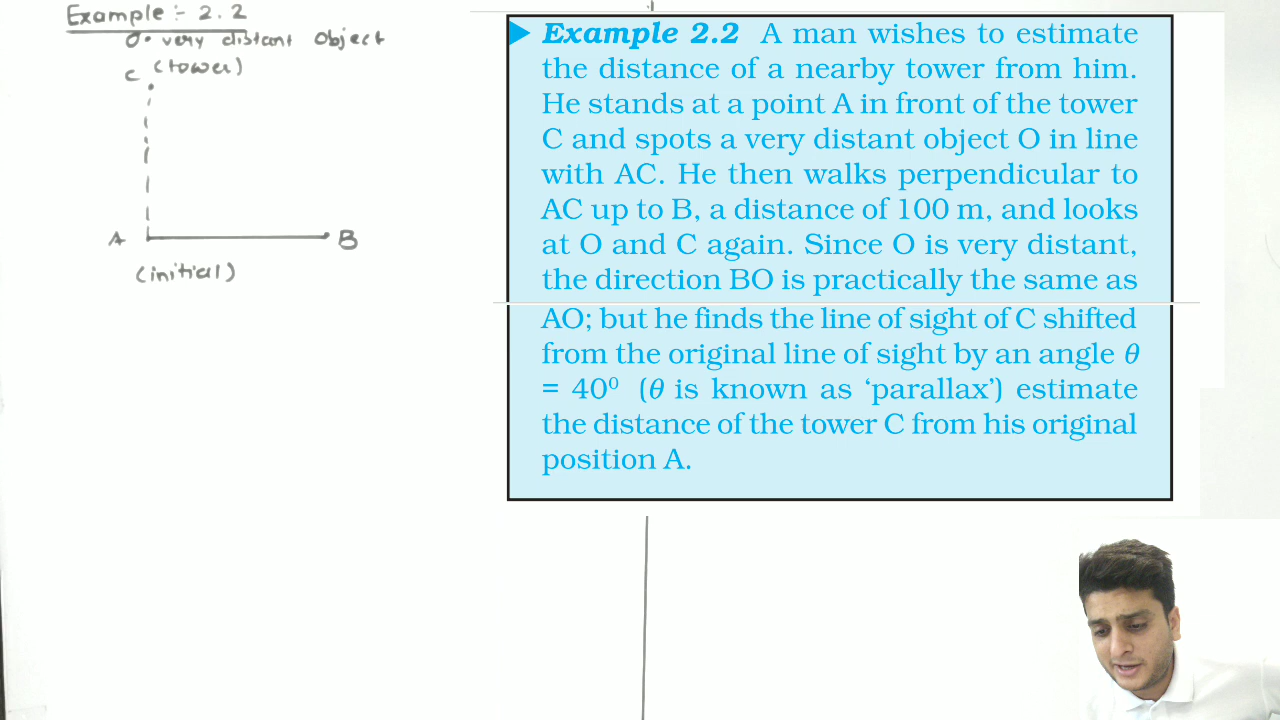 Example :- 2.2
O • very distant object
C (tower)
A B
(initial)
Example 2.2 A man wishes to estimate
the distance of a nearby tower from him.
He stands at a point A in front of the tower
C and spots a very distant object O in line
with AC. He then walks perpendicular to
AC up to B, a distance of 100 m, and looks
at O and C again. Since O is very distant,
the direction BO is practically the same as
AO; but he finds the line of sight of C shifted
from the original line of sight by an angle θ
= 40⁰ (θ is known as ‘parallax’) estimate
the distance of the tower C from his original
position A.